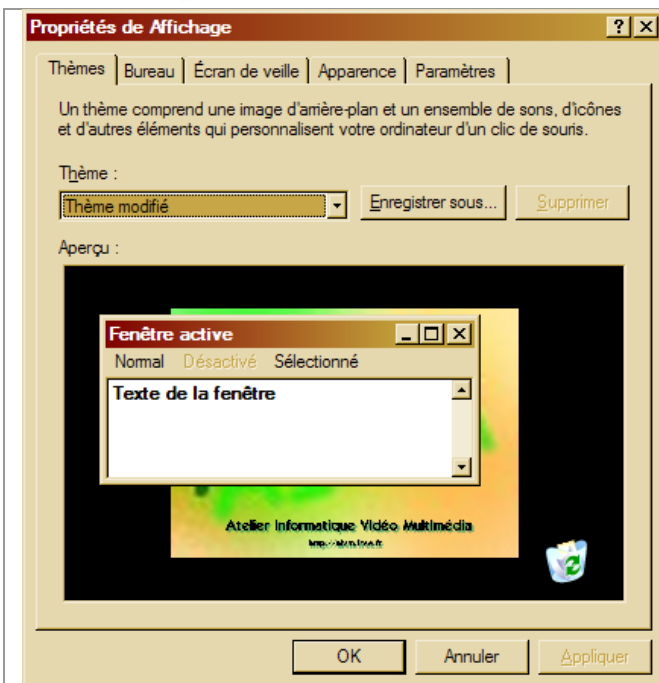 Propriétés de Affichage
Thèmes Bureau Écran de veille Apparence Paramètres
Un thème comprend une image d'arrière-plan et un ensemble de sons, d'icônes
et d'autres éléments qui personnalisent votre ordinateur d'un clic de souris.
Thème :
Thème modifié Enregistrer sous... Supprimer
Aperçu :
Fenêtre active
Normal Désactivé Sélectionné
Texte de la fenêtre
Atelier Informatique Vidéo Multimédia
OK Annuler Appliquer